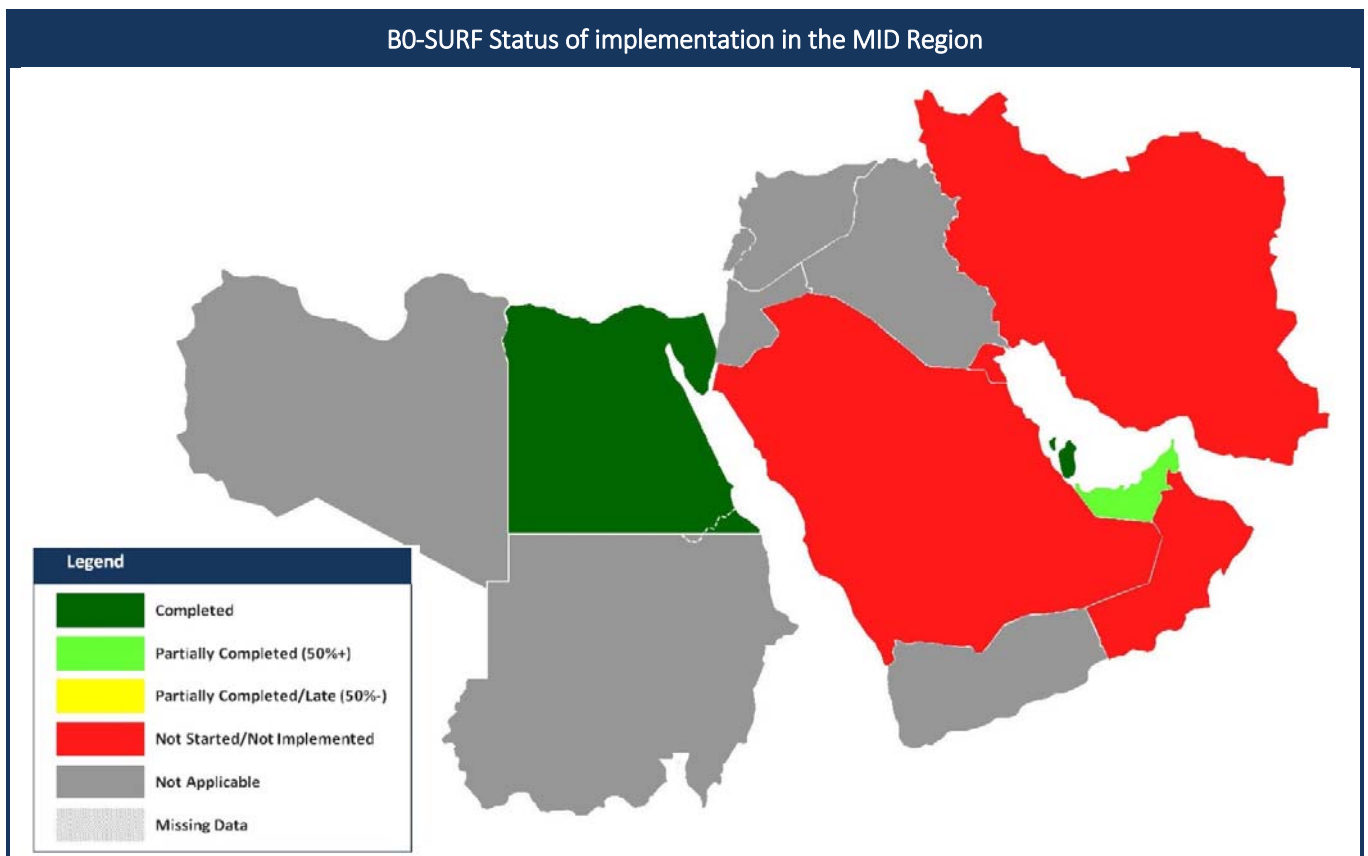 B0-SURF Status of implementation in the MID Region
Legend
Completed
Partially Completed (50%+)
Partially Completed/Late (50%-)
Not Started/Not Implemented
Not Applicable
Missing Data